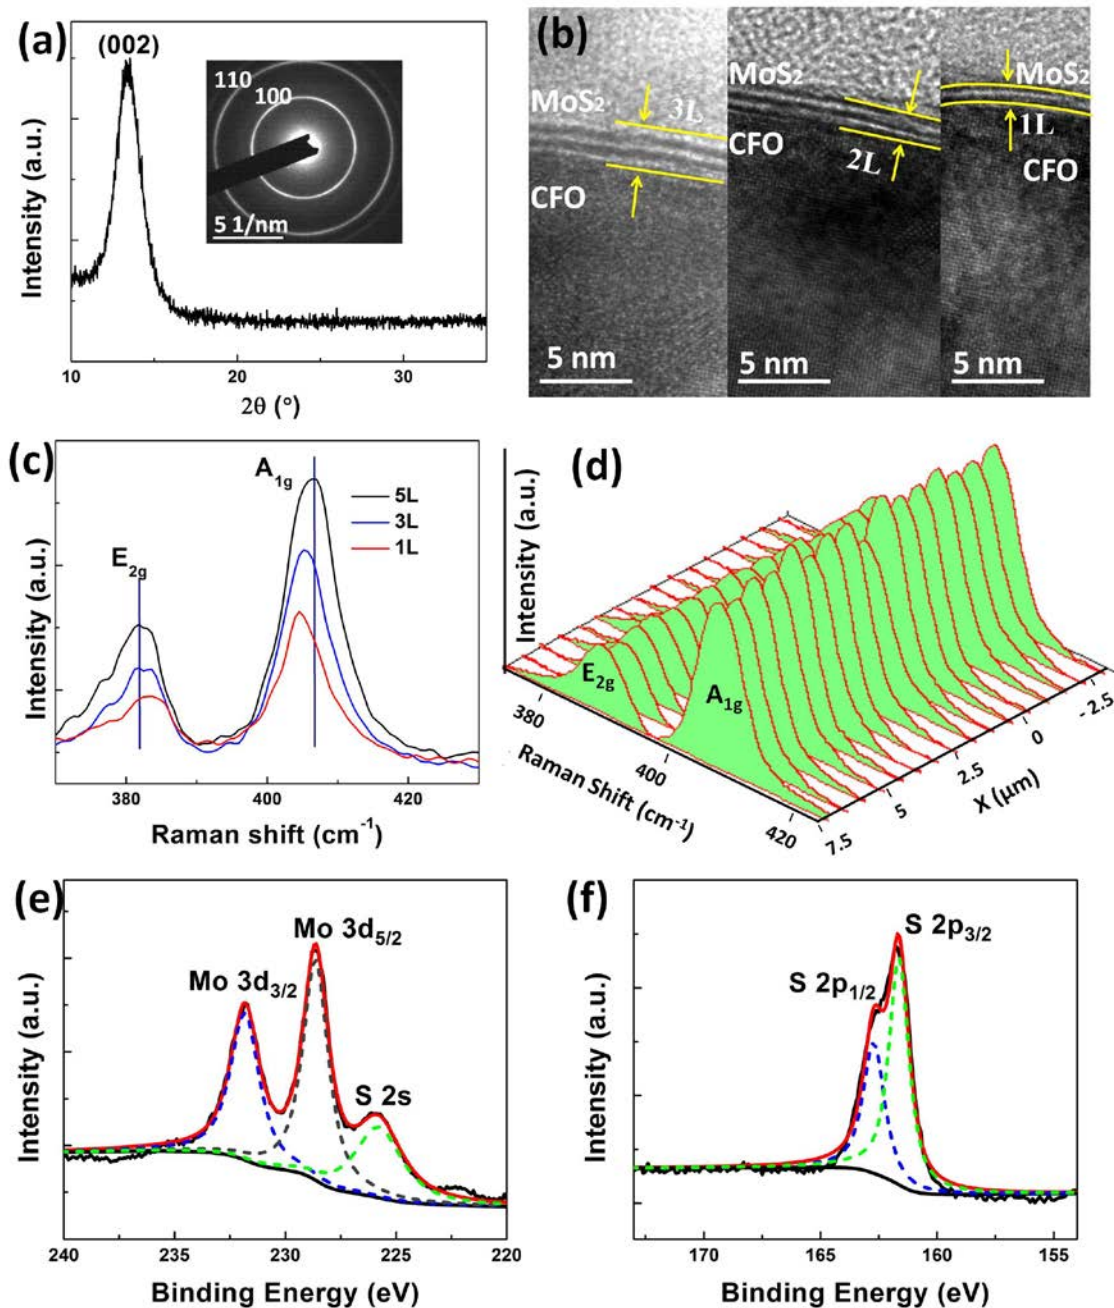 (a)
(002)
110
100
5 1/nm
Intensity (a.u.)
10
20
30
2θ (°)
(b)
MoS2
3L
CFO
5 nm
MoS2
CFO
2L
5 nm
MoS2
1L
CFO
5 nm
(c)
A1g
E2g
5L
3L
1L
Intensity (a.u.)
380
400
420
Raman shift (cm-1)
(d)
Intensity (a.u.)
E2g
A1g
380
400
420
Raman Shift (cm-1)
7.5
5
2.5
0
-2.5
X (μm)
(e)
Mo 3d5/2
Mo 3d3/2
S 2s
Intensity (a.u.)
240
235
230
225
220
Binding Energy (eV)
(f)
S 2p3/2
S 2p1/2
Intensity (a.u.)
170
165
160
155
Binding Energy (eV)